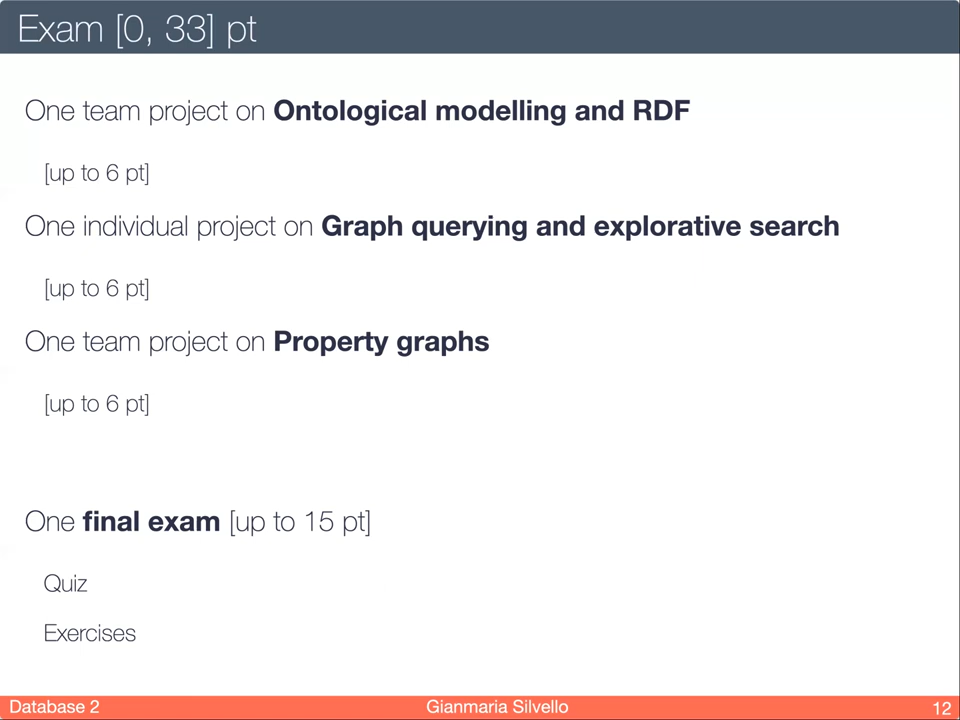 Exam [0, 33] pt
One team project on Ontological modelling and RDF
[up to 6 pt]
One individual project on Graph querying and explorative search
[up to 6 pt]
One team project on Property graphs
[up to 6 pt]
One final exam [up to 15 pt]
Quiz
Exercises
Database 2 Gianmaria Silvello 12